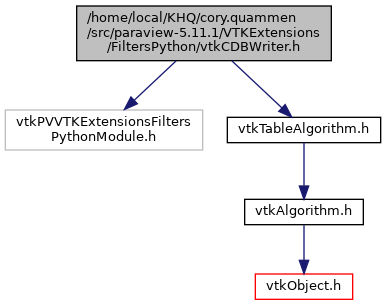 /home/local/KHQ/cory.quammen
/src/paraview-5.11.1/VTKExtensions
/FiltersPython/vtkCDBWriter.h
vtkPVVTKExtensionsFilters
PythonModule.h
vtkTableAlgorithm.h
vtkAlgorithm.h
vtkObject.h